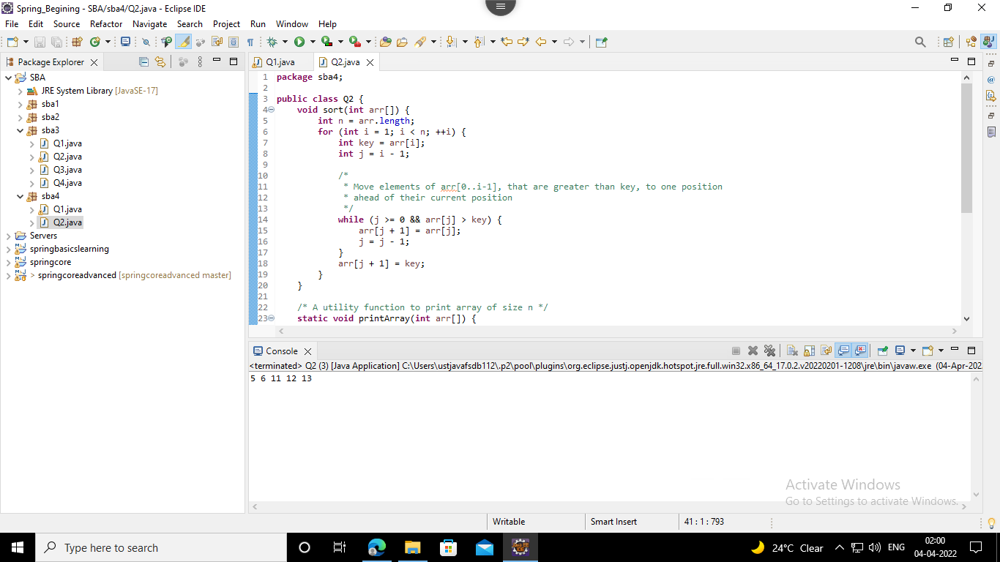 Spring_Begining - SBA/sba4/Q2.java - Eclipse IDE
File Edit Source Refactor Navigate Search Project Run Window Help
Package Explorer
SBA
JRE System Library [JavaSE-17]
sba1
sba2
sba3
Q1.java
Q2.java
Q3.java
Q4.java
sba4
Q1.java
Q2.java
Servers
springbasicslearning
springcore
> springcoreadvanced [springcoreadvanced master]
Q1.java Q2.java
1 package sba4;
2
3 public class Q2 {
4 void sort(int arr[]) {
5 int n = arr.length;
6 for (int i = 1; i < n; ++i) {
7 int key = arr[i];
8 int j = i - 1;
9
10 /*
11 * Move elements of arr[0..i-1], that are greater than key, to one position
12 * ahead of their current position
13 */
14 while (j >= 0 && arr[j] > key) {
15 arr[j + 1] = arr[j];
16 j = j - 1;
17 }
18 arr[j + 1] = key;
19 }
20 }
21
22 /* A utility function to print array of size n */
23 static void printArray(int arr[]) {
Console
<terminated> Q2 (3) [Java Application] C:\Users\ustjavafsdb112\.p2\pool\plugins\org.eclipse.justj.openjdk.hotspot.jre.full.win32.x86_64_17.0.2.v20220201-1208\jre\bin\javaw.exe (04-Apr-202
5 6 11 12 13
Activate Windows
Go to Settings to activate Windows.
Writable Smart Insert 41 : 1 : 793
Type here to search
24°C Clear ENG
02:00
04-04-2022